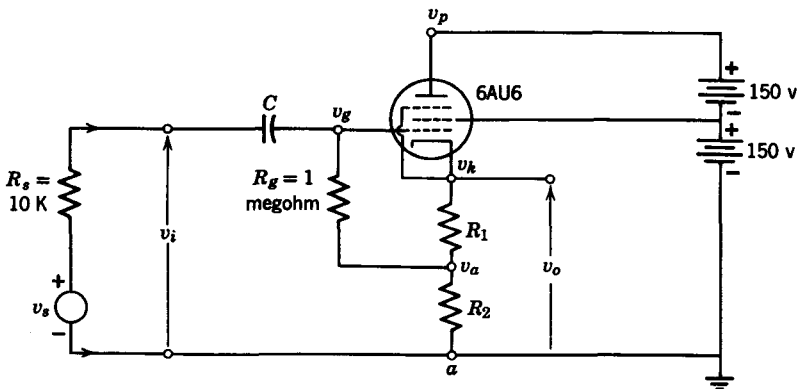 v_p
+
6AU6
150 v
-
C
v_g
+
150 v
-
R_s =
10 K
v_i
R_g = 1
megohm
v_k
R_1
v_a
v_o
R_2
+
v_s
-
a